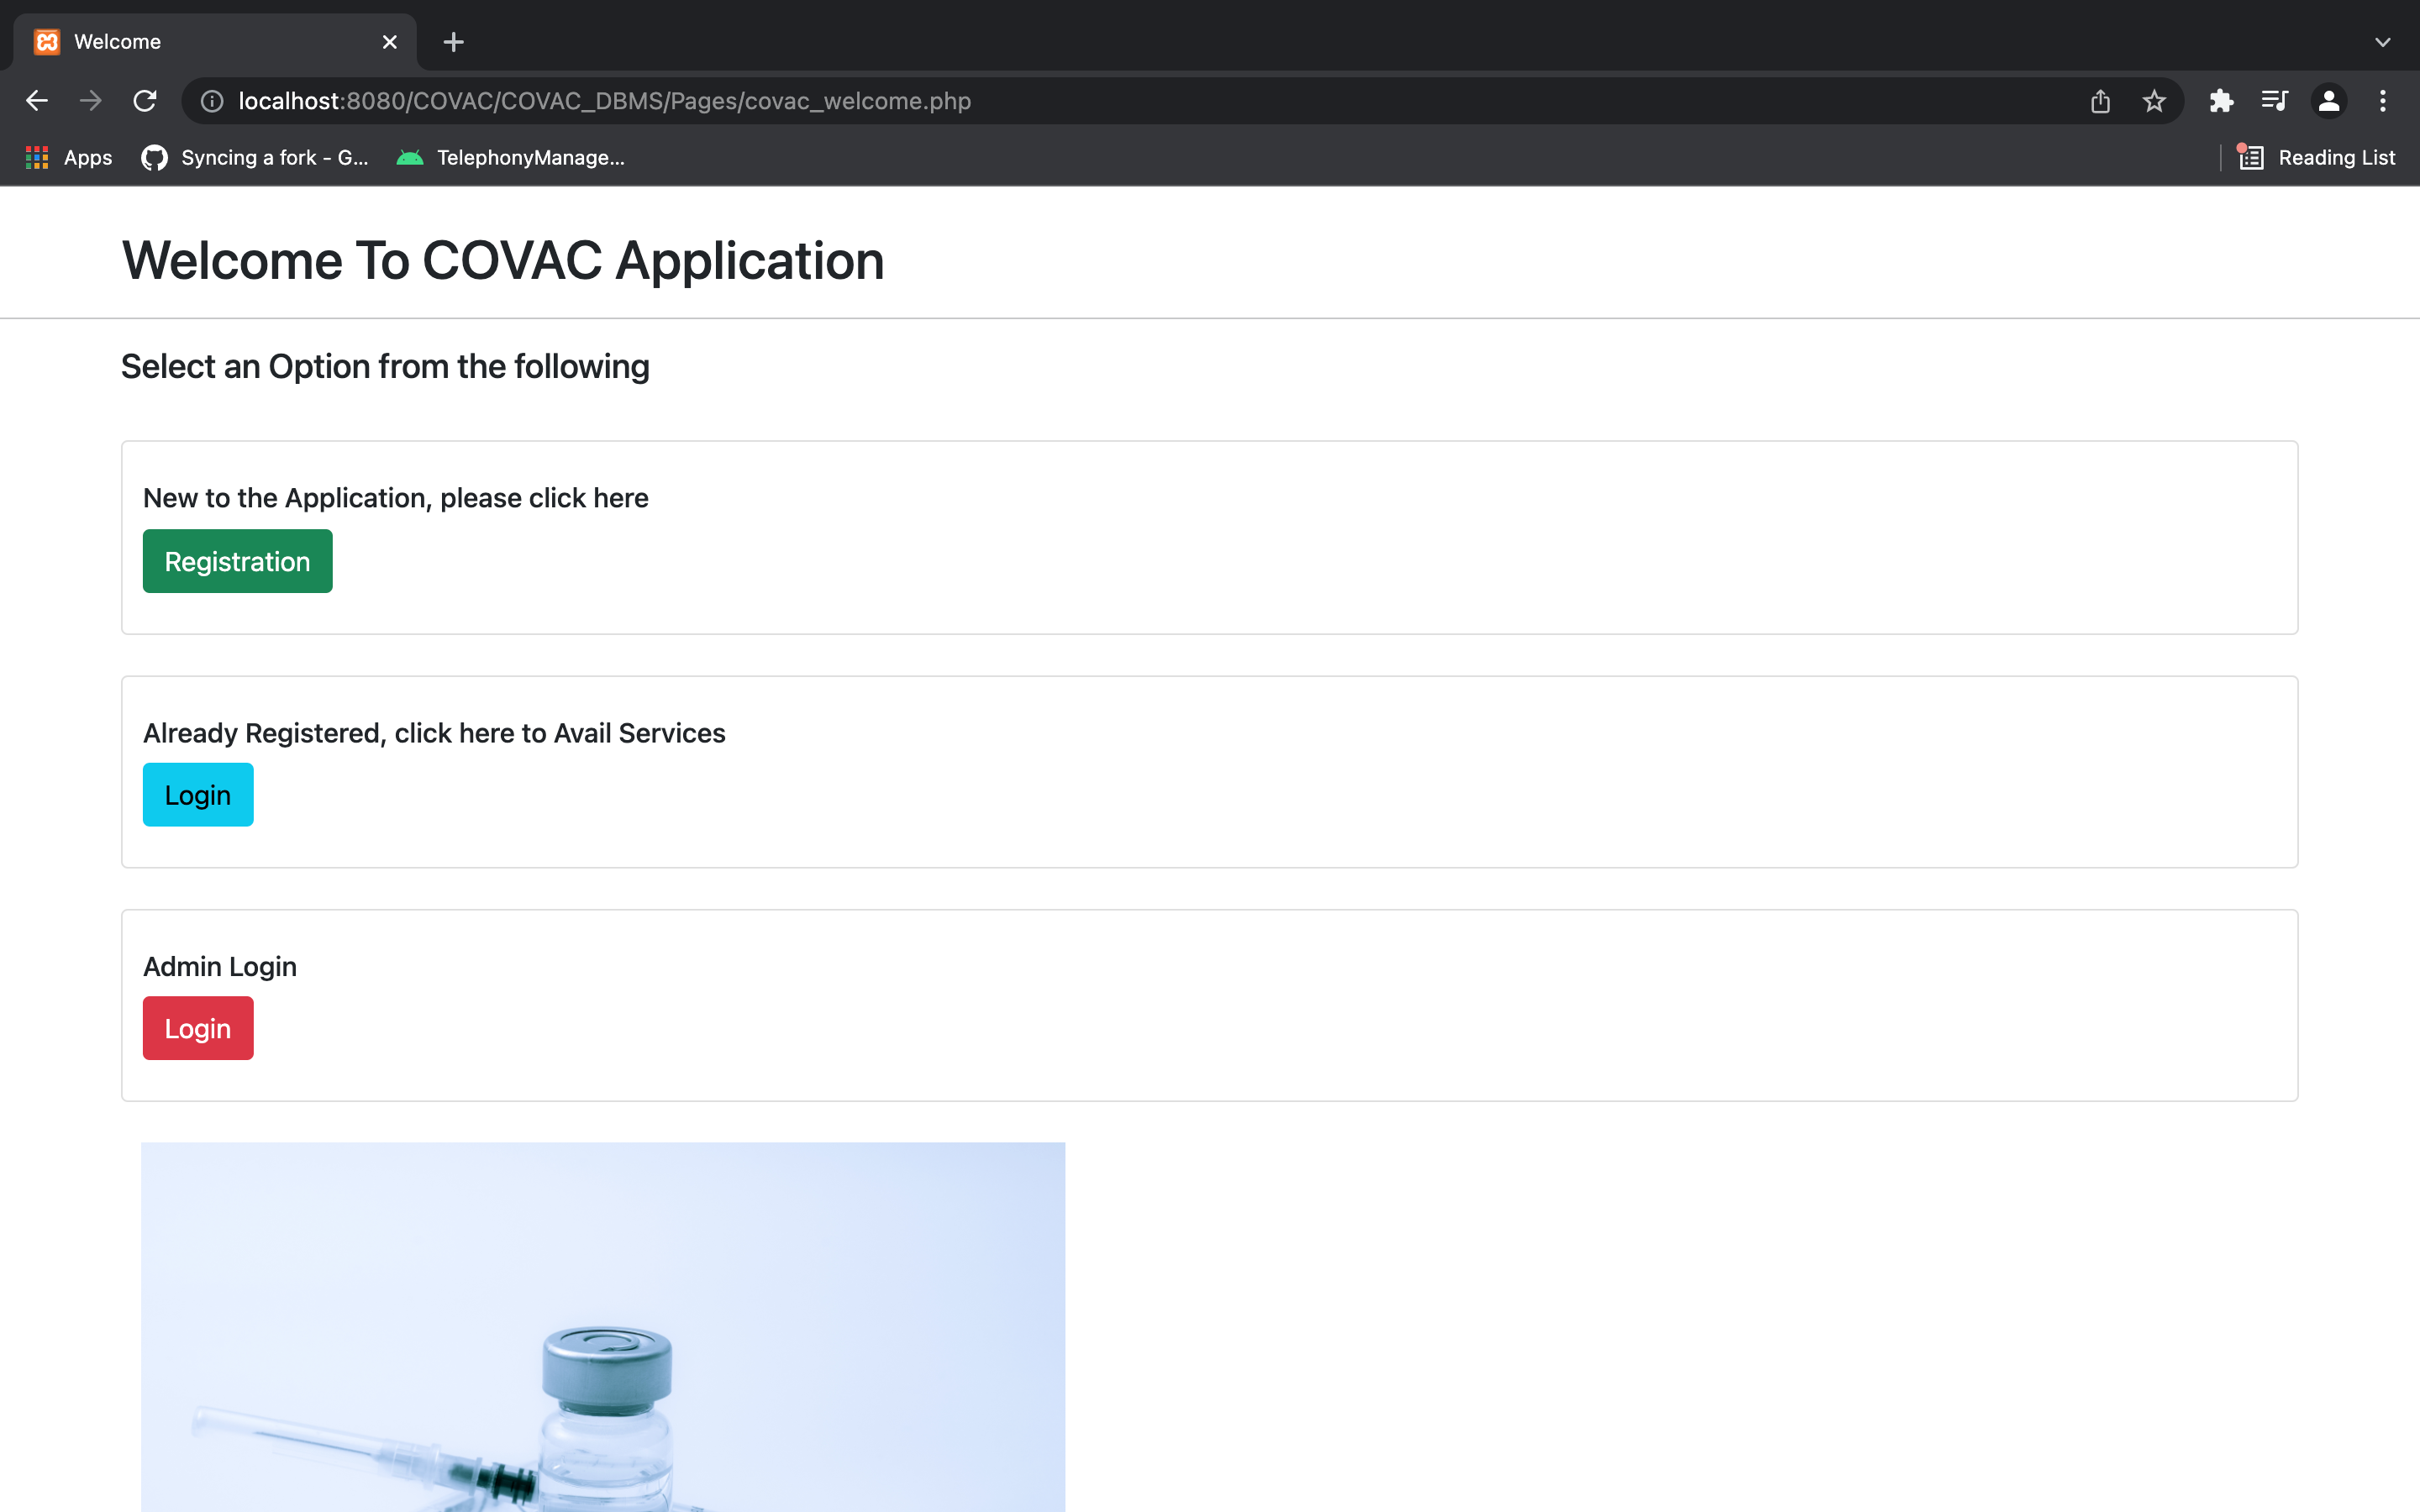 Welcome
localhost:8080/COVAC/COVAC_DBMS/Pages/covac_welcome.php
Apps Syncing a fork - G... TelephonyManage... Reading List
Welcome To COVAC Application
Select an Option from the following
New to the Application, please click here
Registration
Already Registered, click here to Avail Services
Login
Admin Login
Login